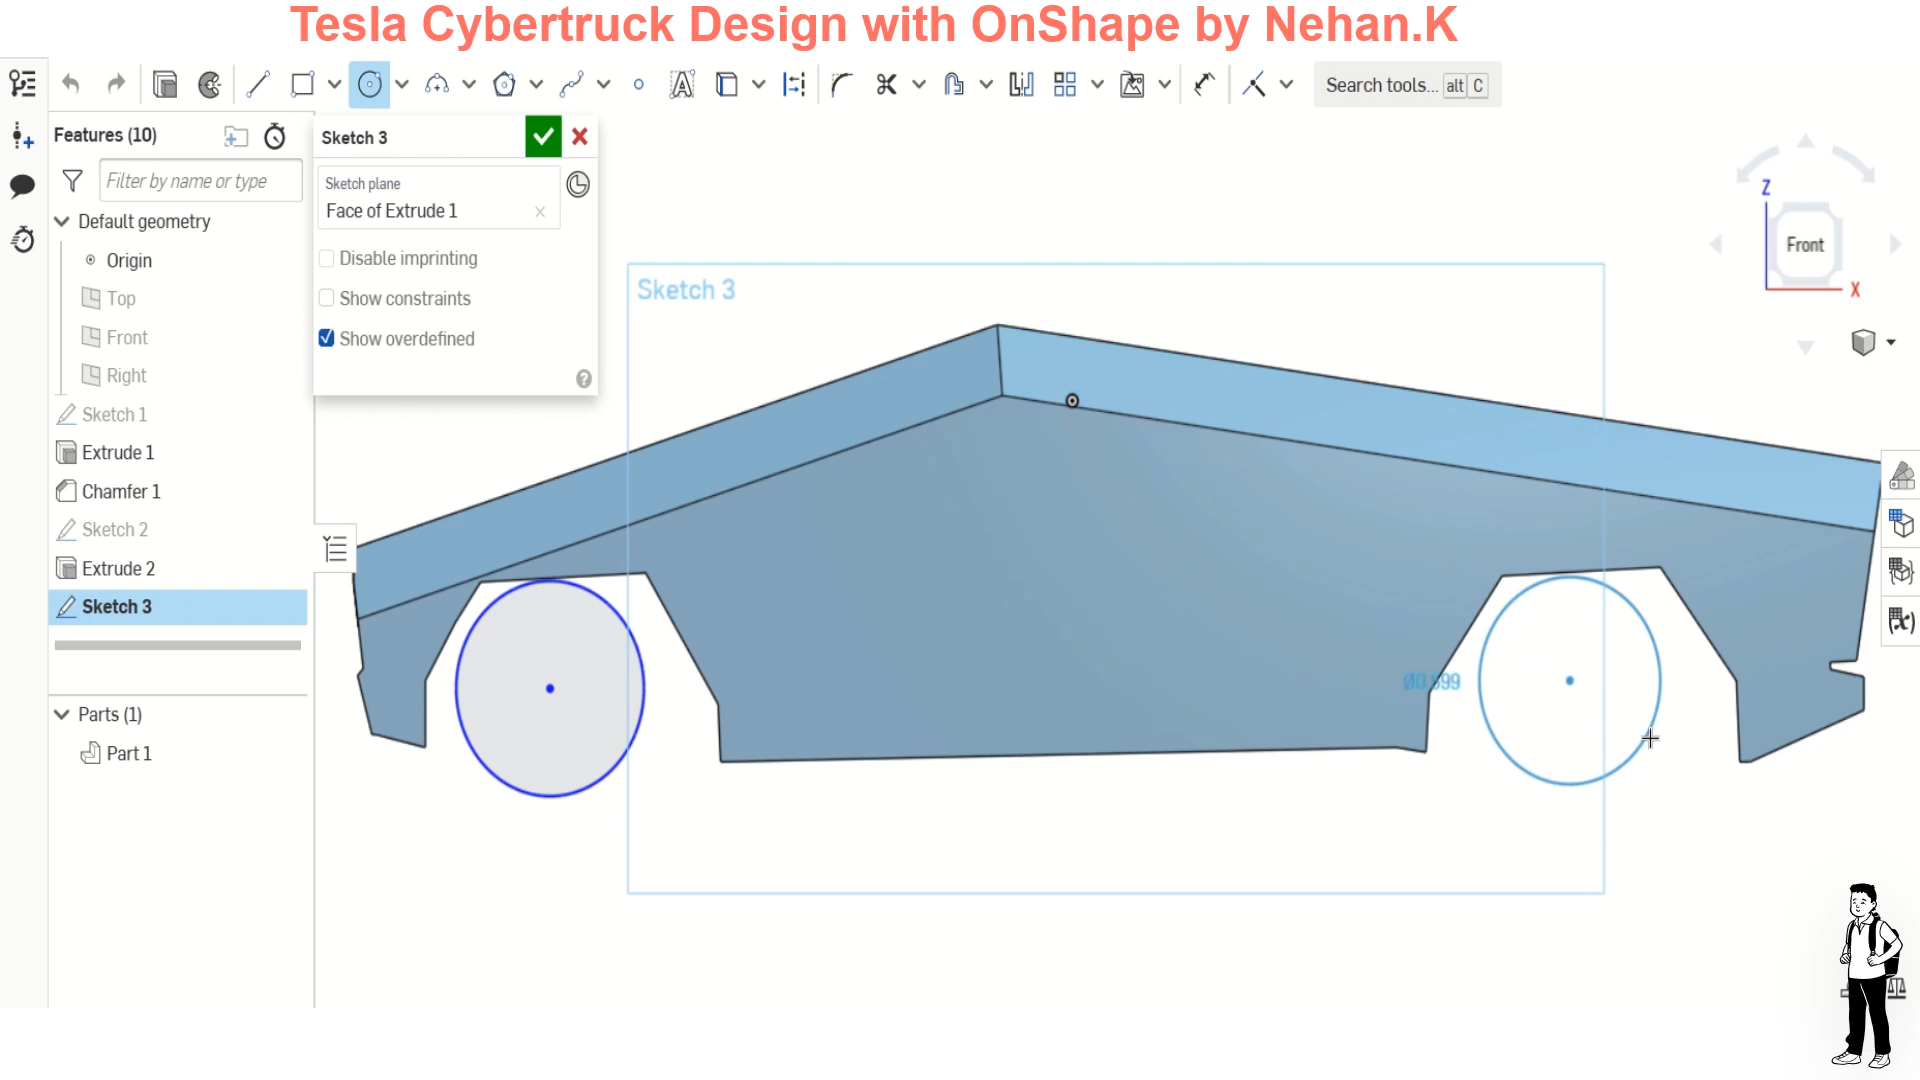 Tesla Cybertruck Design with OnShape by Nehan.K
Search tools... alt C
Features (10)
Filter by name or type
Default geometry
Origin
Top
Front
Right
Sketch 1
Extrude 1
Chamfer 1
Sketch 2
Extrude 2
Sketch 3
Parts (1)
Part 1
Sketch 3
Sketch plane
Face of Extrude 1
Disable imprinting
Show constraints
Show overdefined
Sketch 3
Z
Front
X